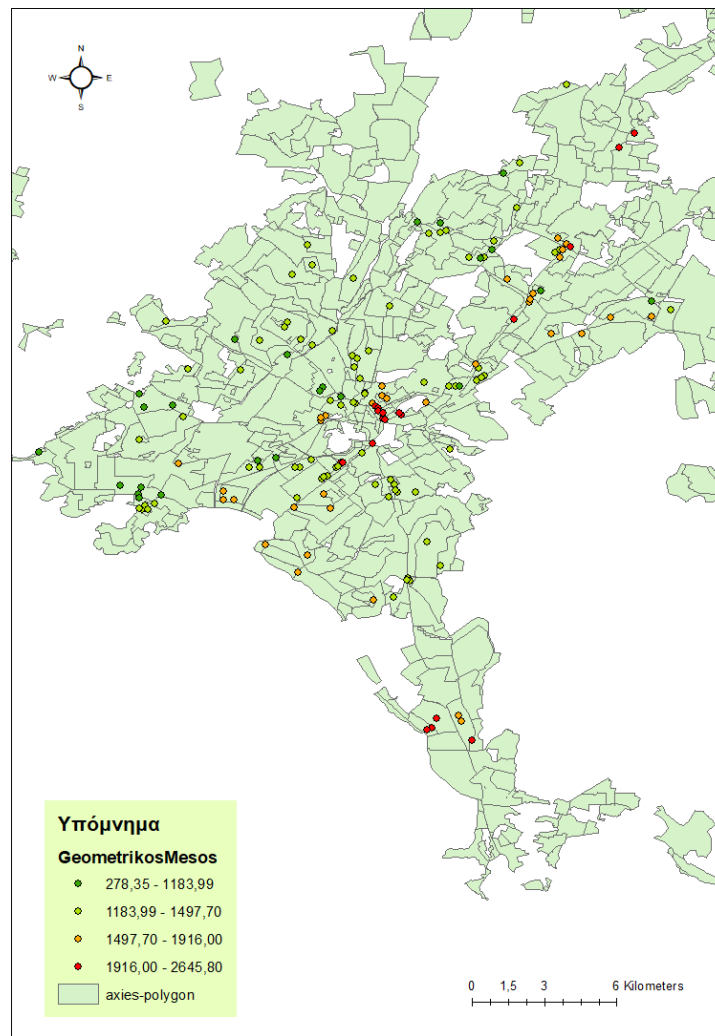 N
W E
S
Υπόμνημα
GeometrikosMesos
278,35 - 1183,99
1183,99 - 1497,70
1497,70 - 1916,00
1916,00 - 2645,80
axies-polygon
0 1,5 3 6 Kilometers